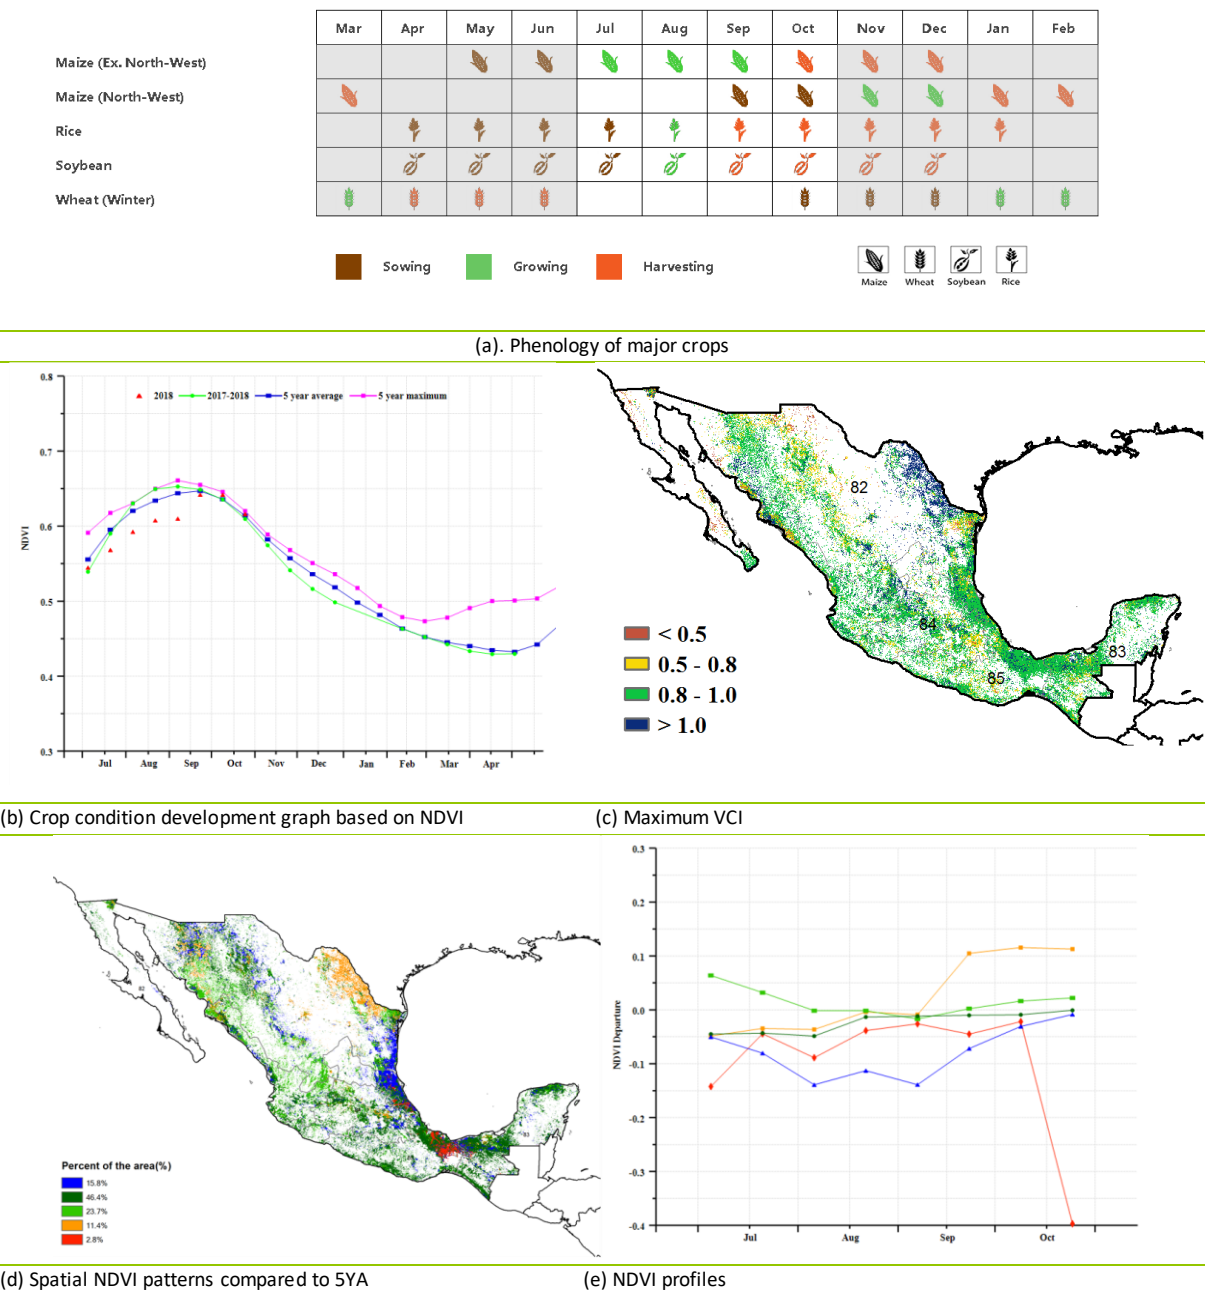 Mar Apr May Jun Jul Aug Sep Oct Nov Dec Jan Feb
Maize (Ex. North-West)
Maize (North-West)
Rice
Soybean
Wheat (Winter)
Sowing Growing Harvesting
Maize Wheat Soybean Rice
(a). Phenology of major crops
0.8
2018 2017-2018 5 year average 5 year maximum
0.7
0.6
NDVI
0.5
0.4
0.3
Jul Aug Sep Oct Nov Dec Jan Feb Mar Apr
82
84
83
85
< 0.5
0.5 - 0.8
0.8 - 1.0
> 1.0
(b) Crop condition development graph based on NDVI
(c) Maximum VCI
Percent of the area(%)
15.8%
46.4%
23.7%
11.4%
2.8%
0.3
0.2
0.1
0.0
NDVI Departure
-0.1
-0.2
-0.3
-0.4
Jul Aug Sep Oct
(d) Spatial NDVI patterns compared to 5YA
(e) NDVI profiles